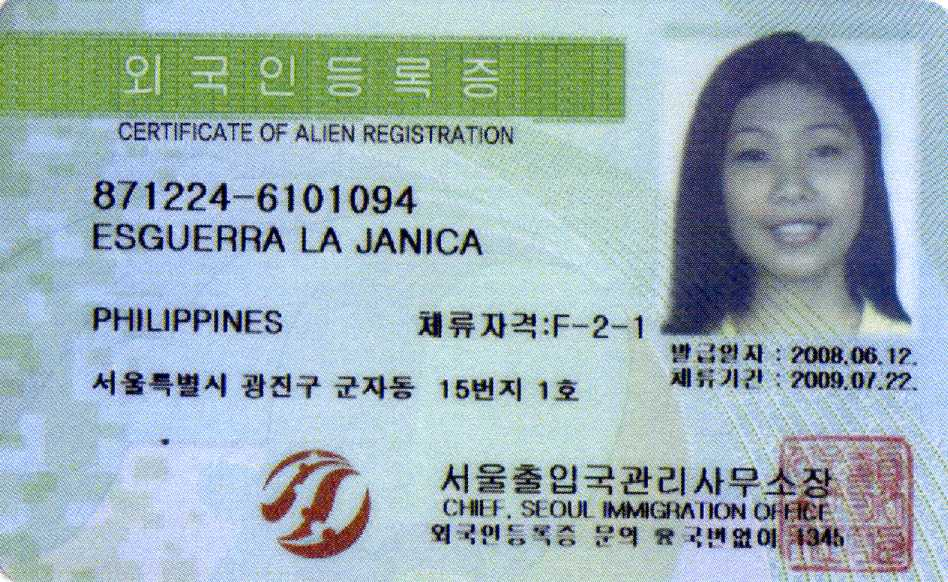 외국인등록증
CERTIFICATE OF ALIEN REGISTRATION
871224-6101094
ESGUERRA LA JANICA
PHILIPPINES
체류자격:F-2-1
발급일자 : 2008.06.12.
체류기간 : 2009.07.22.
서울특별시 광진구 군자동 15번지 1호
서울출입국관리사무소장
CHIEF, SEOUL IMMIGRATION OFFICE
외국인등록증 문의 ☎ 국번없이 1345